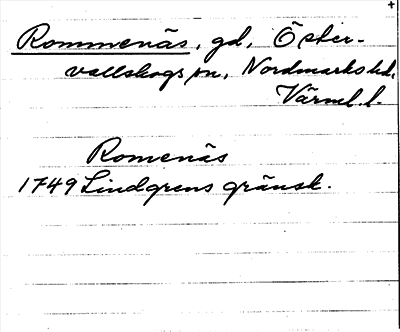 +
Rommenäs, gd, Öster-
vallskogs sn, Nordmarks hd,
Värml. l.
Romenäs
1749 Lindgrens gränsk.